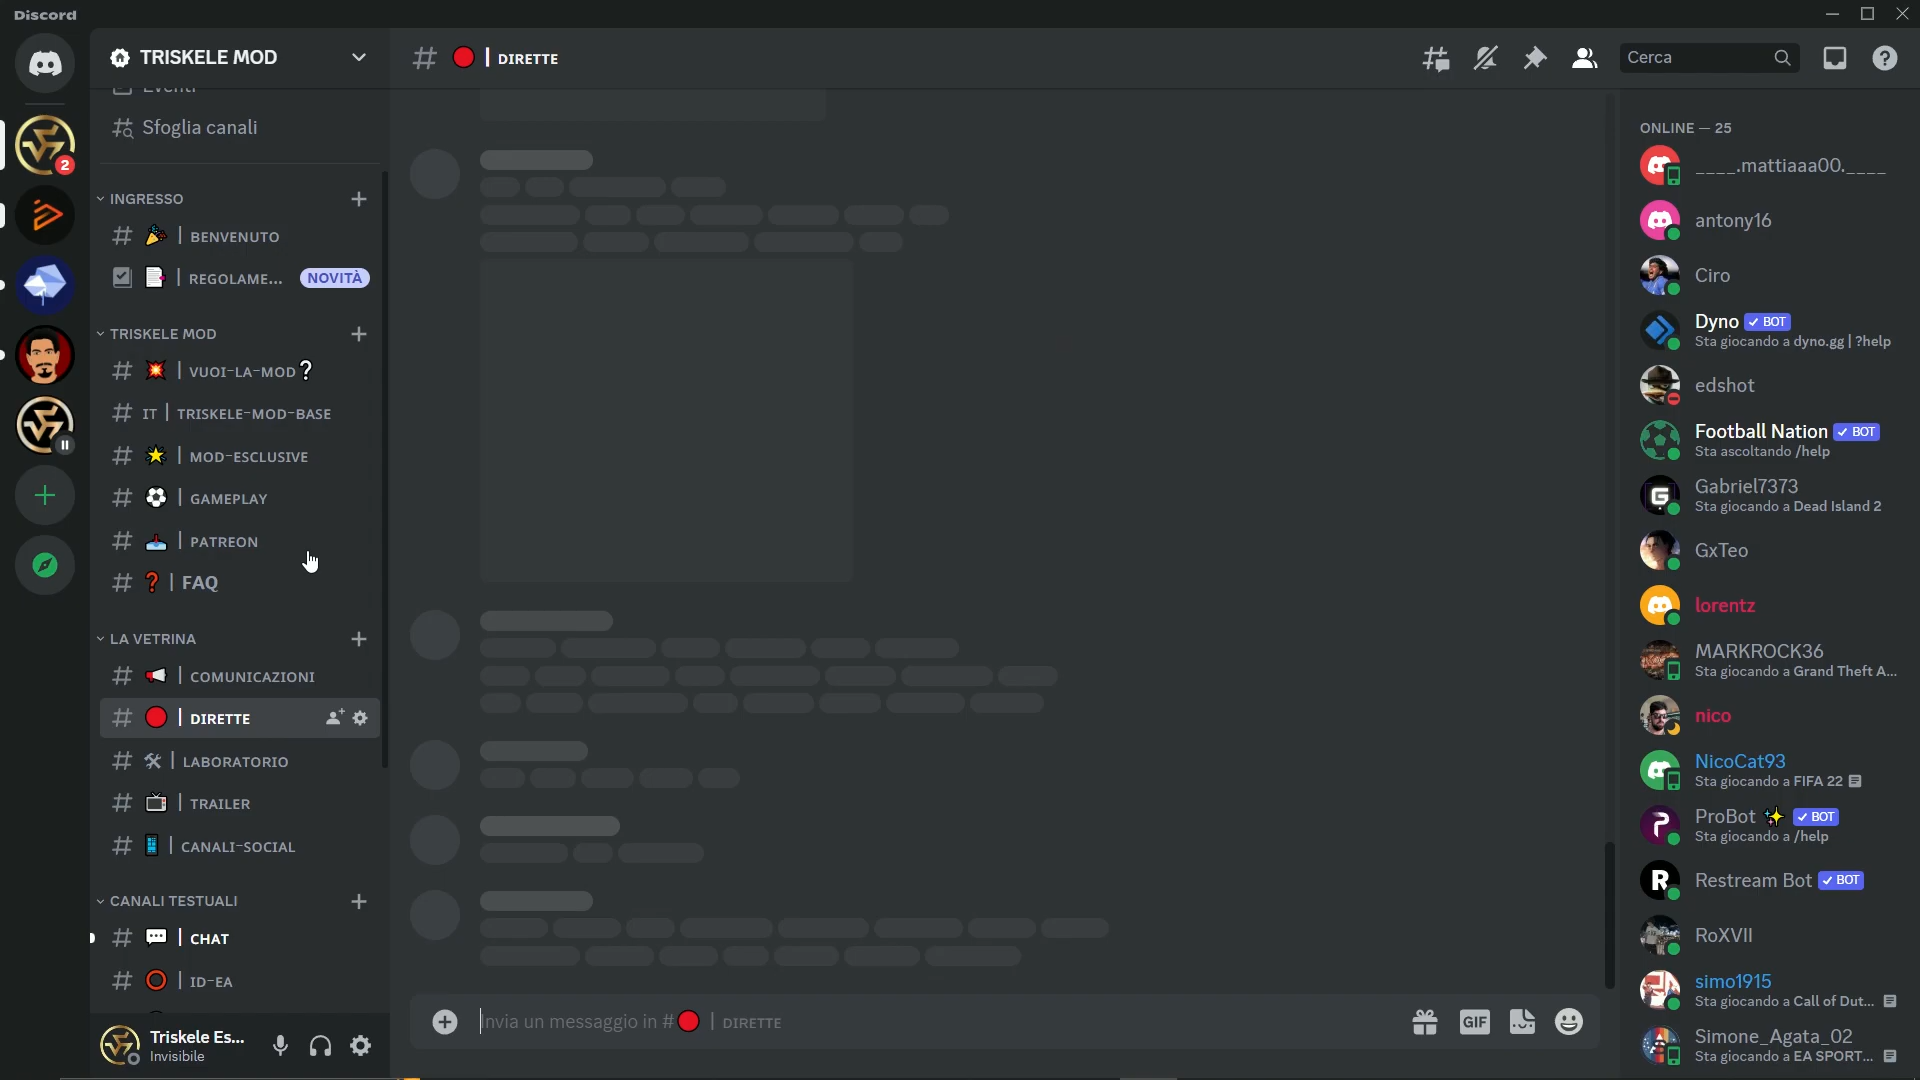 Discord
TRISKELE MOD
Eventi
Sfoglia canali
2
INGRESSO
| BENVENUTO
| REGOLAME... NOVITÀ
TRISKELE MOD
| VUOI-LA-MOD❓
IT | TRISKELE-MOD-BASE
| MOD-ESCLUSIVE
| GAMEPLAY
| PATREON
❓ | FAQ
LA VETRINA
| COMUNICAZIONI
| DIRETTE
| LABORATORIO
| TRAILER
| CANALI-SOCIAL
CANALI TESTUALI
| CHAT
| ID-EA
Triskele Es...
Invisibile
# | DIRETTE
Cerca
Invia un messaggio in # | DIRETTE
GIF
ONLINE — 25
____.mattiaaa00.____
antony16
Ciro
Dyno BOT
Sta giocando a dyno.gg | ?help
edshot
Football Nation BOT
Sta ascoltando /help
Gabriel7373
Sta giocando a Dead Island 2
GxTeo
lorentz
MARKROCK36
Sta giocando a Grand Theft A...
nico
NicoCat93
Sta giocando a FIFA 22
ProBot ✨ BOT
Sta giocando a /help
Restream Bot BOT
RoXVII
simo1915
Sta giocando a Call of Dut...
Simone_Agata_02
Sta giocando a EA SPORT...